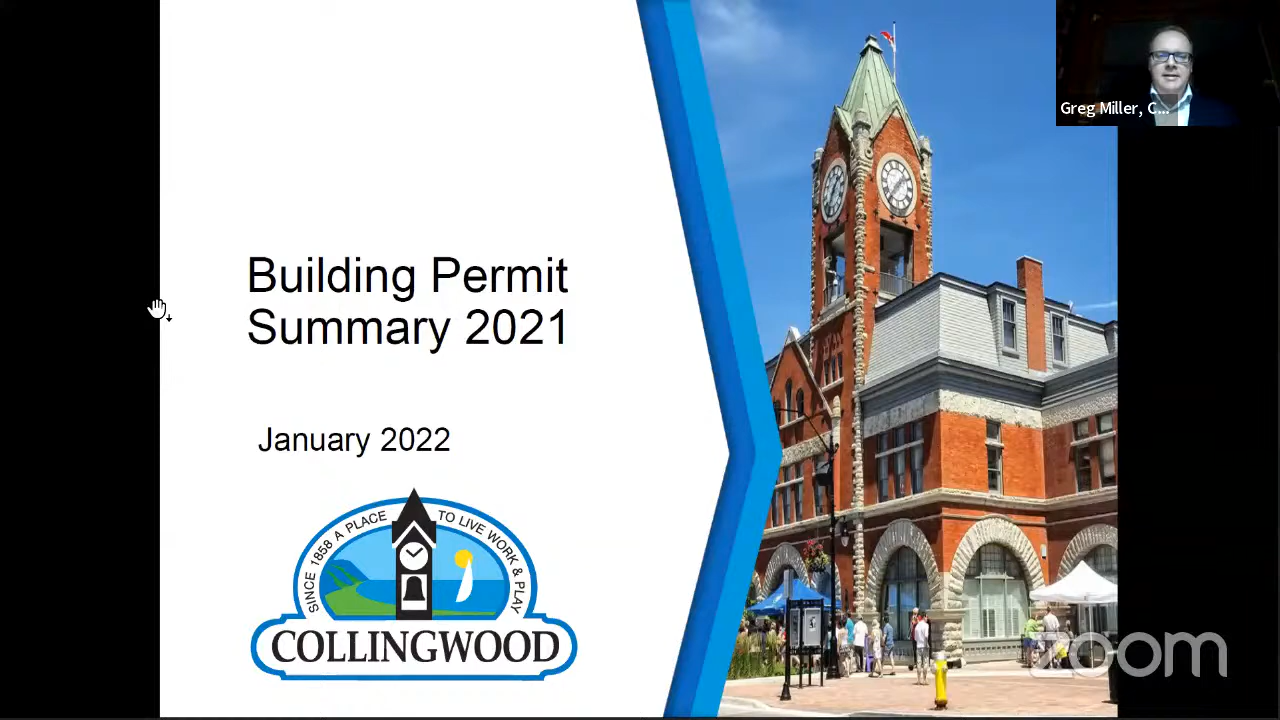 Greg Miller, C...
Building Permit
Summary 2021
January 2022
SINCE 1858 A PLACE TO LIVE WORK & PLAY
COLLINGWOOD
zoom